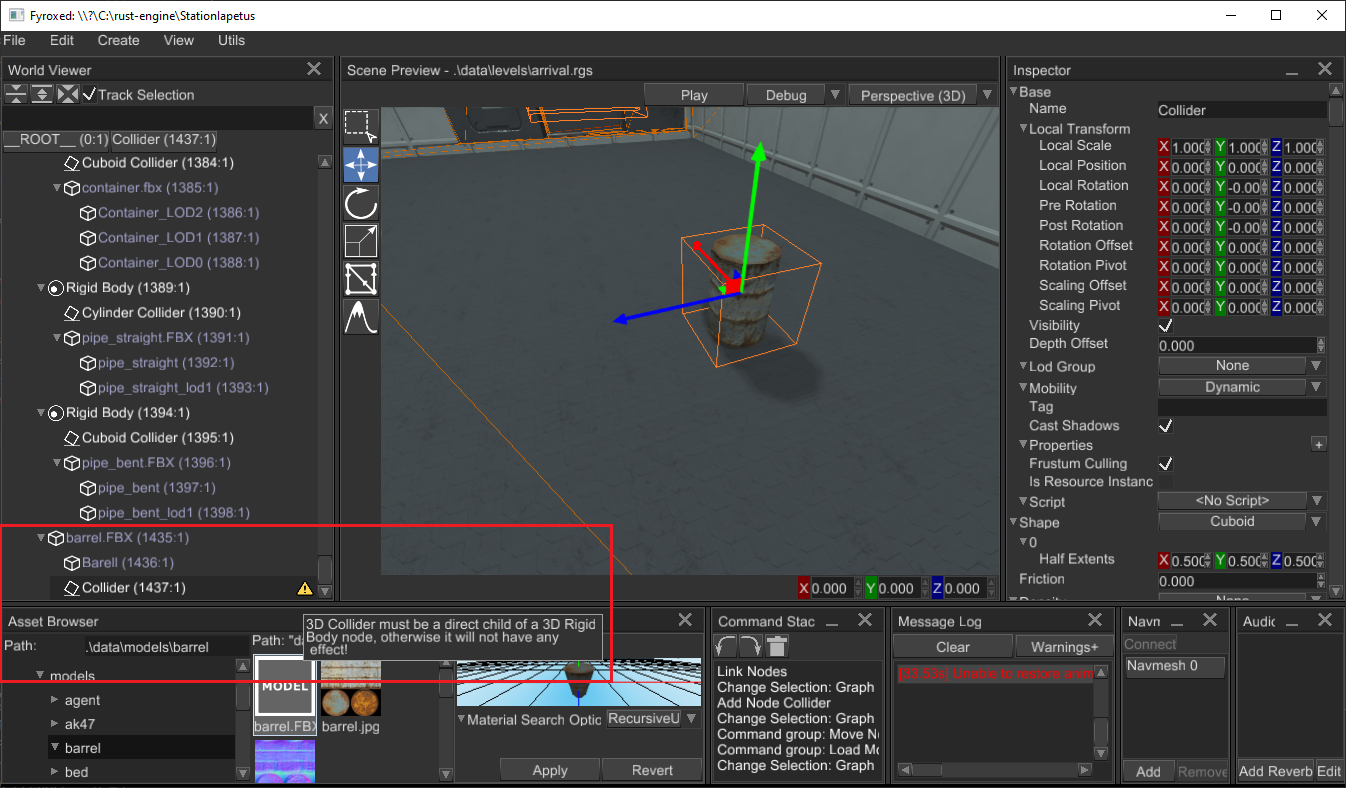 Fyroxed: \\?\C:\rust-engine\StationIapetus
File Edit Create View Utils
World Viewer
Track Selection
X
__ROOT__ (0:1) Collider (1437:1)
Cuboid Collider (1384:1)
container.fbx (1385:1)
Container_LOD2 (1386:1)
Container_LOD1 (1387:1)
Container_LOD0 (1388:1)
Rigid Body (1389:1)
Cylinder Collider (1390:1)
pipe_straight.FBX (1391:1)
pipe_straight (1392:1)
pipe_straight_lod1 (1393:1)
Rigid Body (1394:1)
Cuboid Collider (1395:1)
pipe_bent.FBX (1396:1)
pipe_bent (1397:1)
pipe_bent_lod1 (1398:1)
barrel.FBX (1435:1)
Barell (1436:1)
Collider (1437:1)
Scene Preview - .\data\levels\arrival.rgs
Play Debug Perspective (3D)
X 0.000 Y 0.000 Z 0.000
Inspector
Base
Name Collider
Local Transform
Local Scale X 1.000 Y 1.000 Z 1.000
Local Position X 0.000 Y 0.000 Z 0.000
Local Rotation X 0.000 Y -0.00 Z 0.000
Pre Rotation X 0.000 Y -0.00 Z 0.000
Post Rotation X 0.000 Y -0.00 Z 0.000
Rotation Offset X 0.000 Y 0.000 Z 0.000
Rotation Pivot X 0.000 Y 0.000 Z 0.000
Scaling Offset X 0.000 Y 0.000 Z 0.000
Scaling Pivot X 0.000 Y 0.000 Z 0.000
Visibility
Depth Offset 0.000
Lod Group None
Mobility Dynamic
Tag
Cast Shadows
Properties +
Frustum Culling
Is Resource Instanc
Script <No Script>
Shape Cuboid
0
Half Extents X 0.500 Y 0.500 Z 0.500
Friction 0.000
Asset Browser
Path: .\data\models\barrel
models
agent
ak47
barrel
bed
Path: "da
3D Collider must be a direct child of a 3D Rigid
Body node, otherwise it will not have any
effect!
MODEL
barrel.FBX barrel.jpg
Material Search Optio RecursiveU
Apply Revert
Command Stac
Link Nodes
Change Selection: Graph
Add Node Collider
Change Selection: Graph
Command group: Move N
Command group: Load Mo
Change Selection: Graph
Message Log
Clear Warnings+
[33.53s] Unable to restore anim
Navn
Connect
Navmesh 0
Add Remove
Audio
Add Reverb Edit